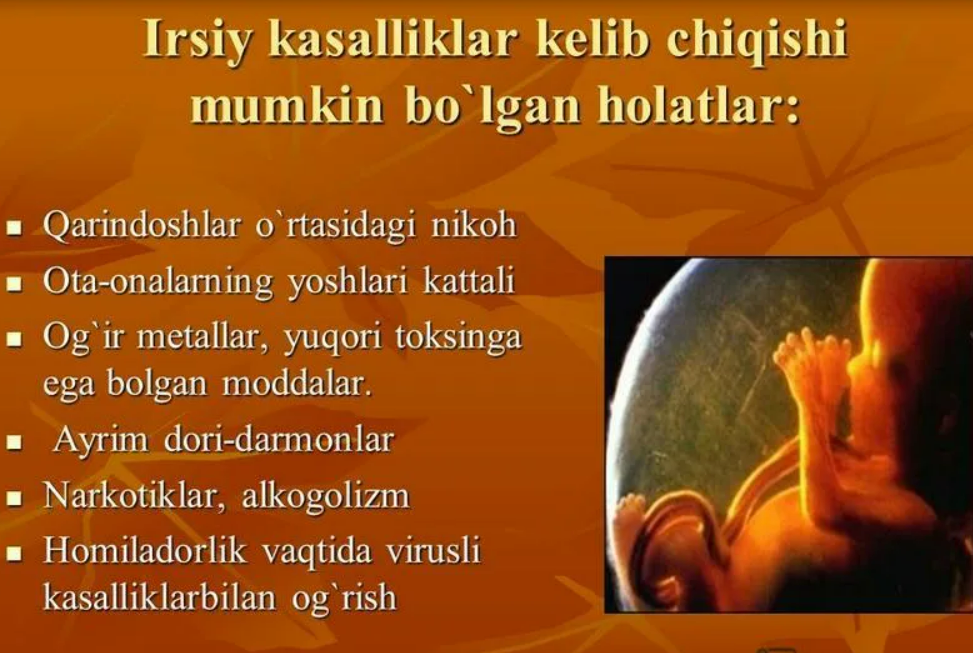 Irsiy kasalliklar kelib chiqishi
mumkin bo`lgan holatlar:
Qarindoshlar o`rtasidagi nikoh
Ota-onalarning yoshlari kattali
Og`ir metallar, yuqori toksinga
ega bolgan moddalar.
Ayrim dori-darmonlar
Narkotiklar, alkogolizm
Homiladorlik vaqtida virusli
kasalliklarbilan og`rish